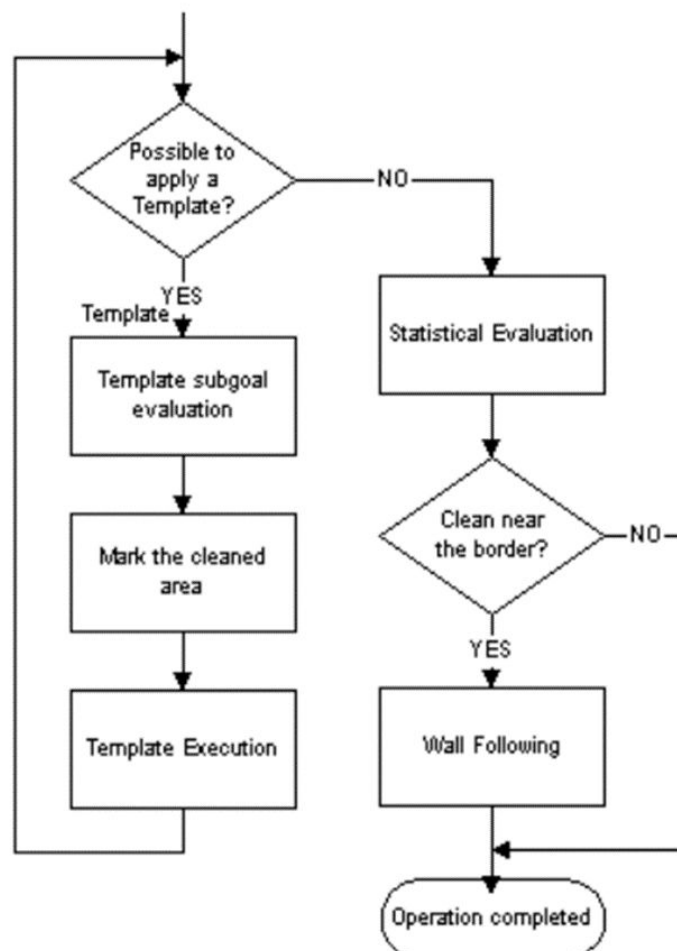 Possible to
apply a
Template?
NO
YES
Template
Template subgoal
evaluation
Mark the cleaned
area
Template Execution
Statistical Evaluation
Clean near
the border?
NO
YES
Wall Following
Operation completed